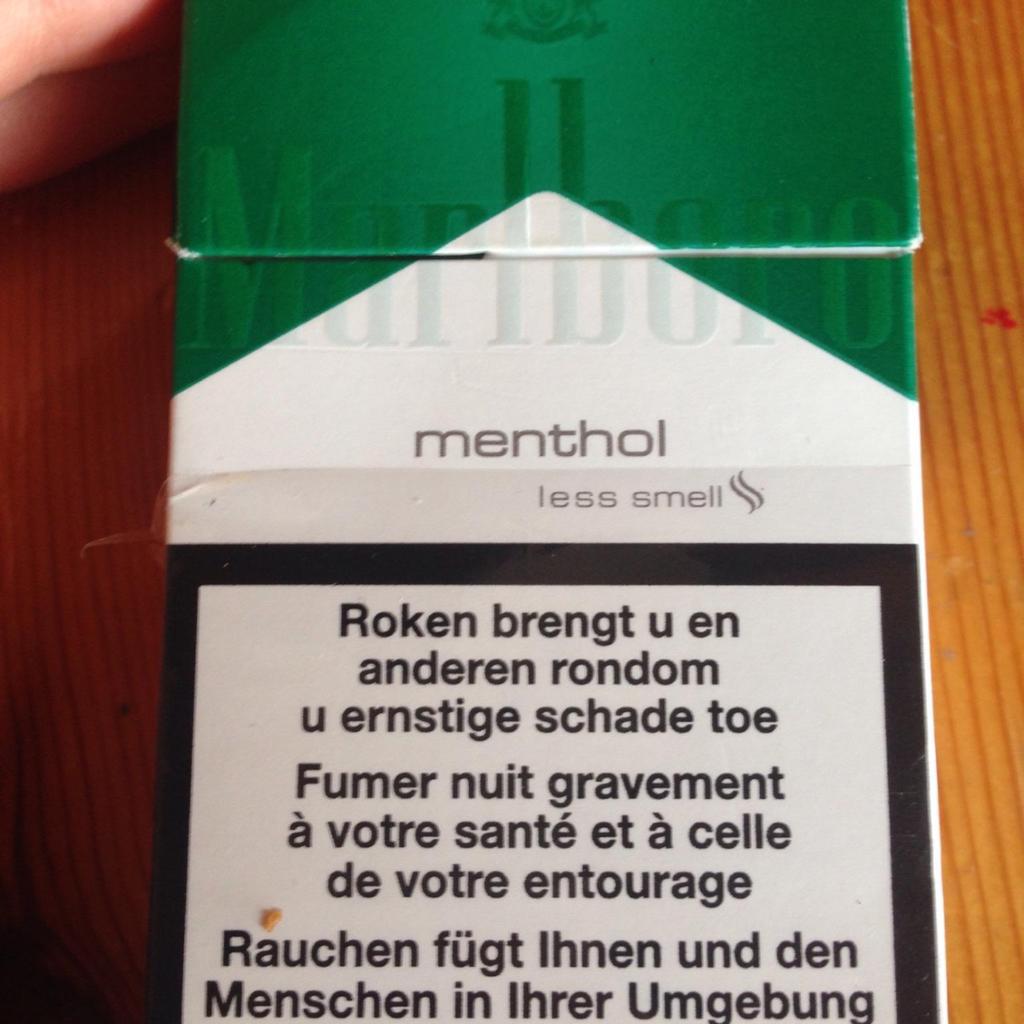 Marlboro
menthol
less smell
Roken brengt u en
anderen rondom
u ernstige schade toe
Fumer nuit gravement
à votre santé et à celle
de votre entourage
Rauchen fügt Ihnen und den
Menschen in Ihrer Umgebung